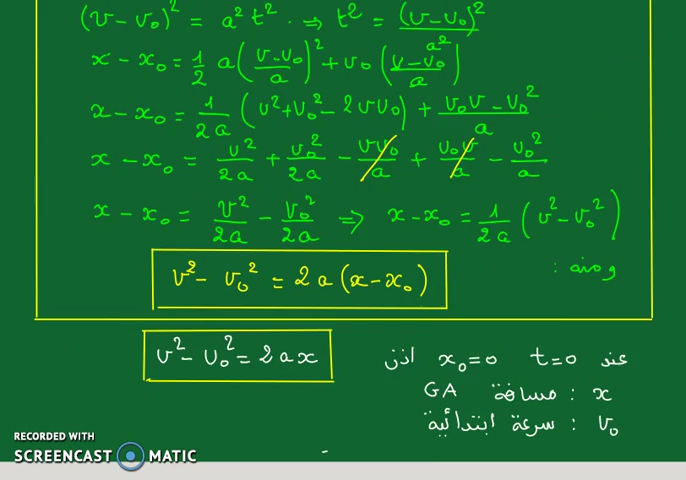 (v-v₀)² = a²t² ⇒ t² = (v-v₀)²/a²
x - x₀ = 1/2 a((v-v₀)/a)² + v₀((v-v₀)/a)
x - x₀ = 1/2a (v²+v₀²-2vv₀) + (v₀v-v₀²)/a
x - x₀ = v²/2a + v₀²/2a - vv₀/a + v₀v/a - v₀²/a
x - x₀ = v²/2a - v₀²/2a ⇒ x-x₀ = 1/2a (v²-v₀²)
ومنه :
v² - v₀² = 2a(x-x₀)
عند t=0 x₀=0 اذن
v² - v₀² = 2ax
x : مسافة GA
v₀ : سرعة ابتدائية
RECORDED WITH
SCREENCAST MATIC